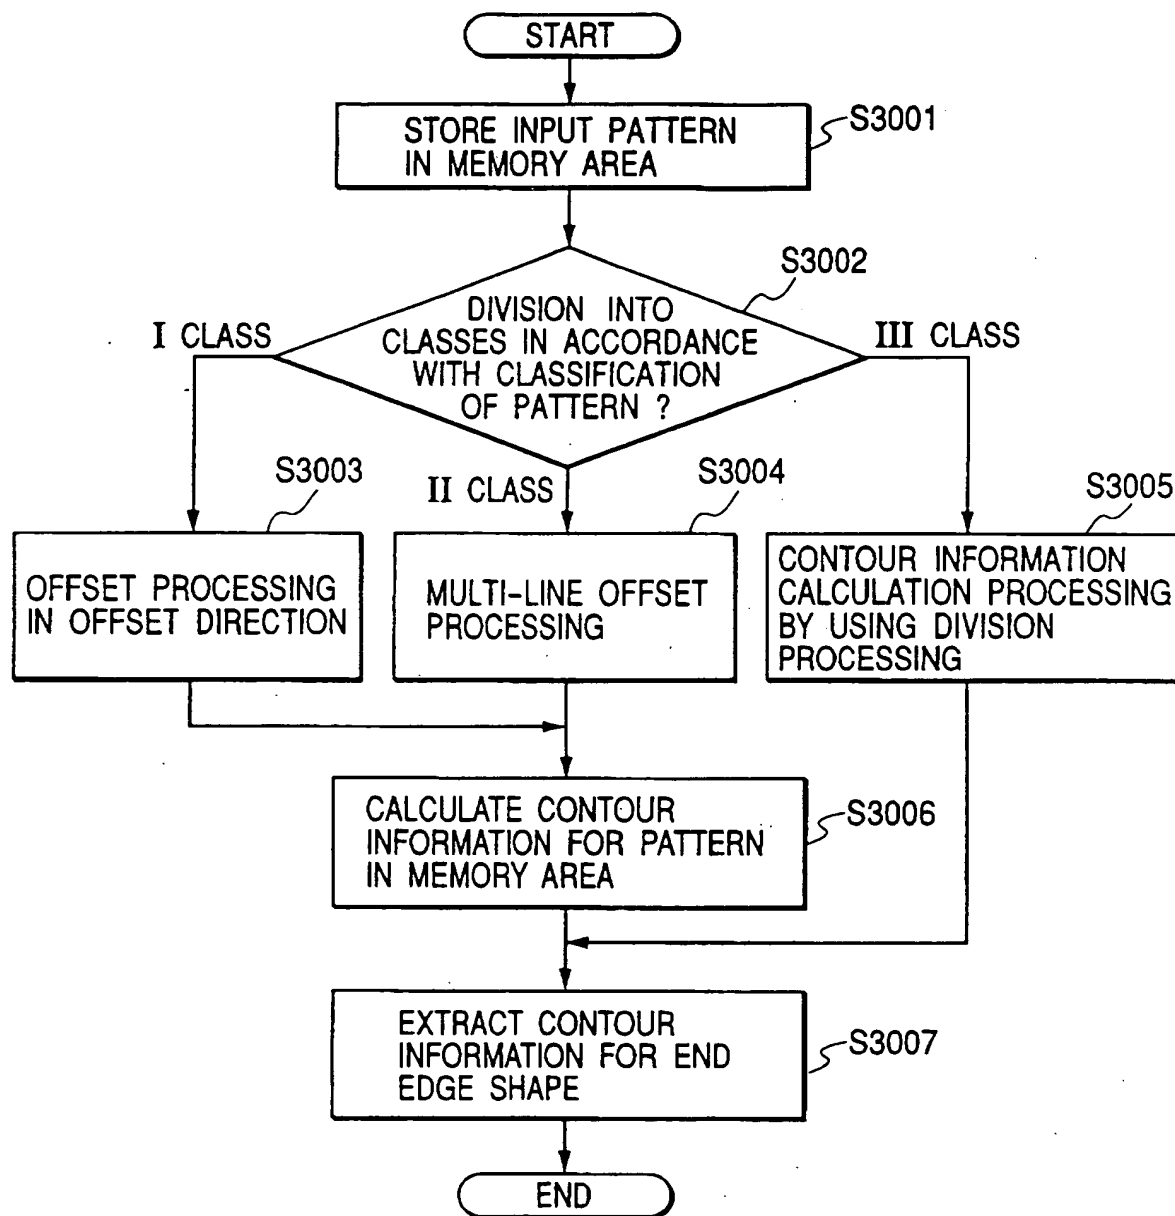 START
STORE INPUT PATTERN
IN MEMORY AREA
S3001
S3002
DIVISION INTO
CLASSES IN ACCORDANCE
WITH CLASSIFICATION
OF PATTERN ?
I CLASS
III CLASS
II CLASS
S3003
OFFSET PROCESSING
IN OFFSET DIRECTION
S3004
MULTI-LINE OFFSET
PROCESSING
S3005
CONTOUR INFORMATION
CALCULATION PROCESSING
BY USING DIVISION
PROCESSING
CALCULATE CONTOUR
INFORMATION FOR PATTERN
IN MEMORY AREA
S3006
EXTRACT CONTOUR
INFORMATION FOR END
EDGE SHAPE
S3007
END